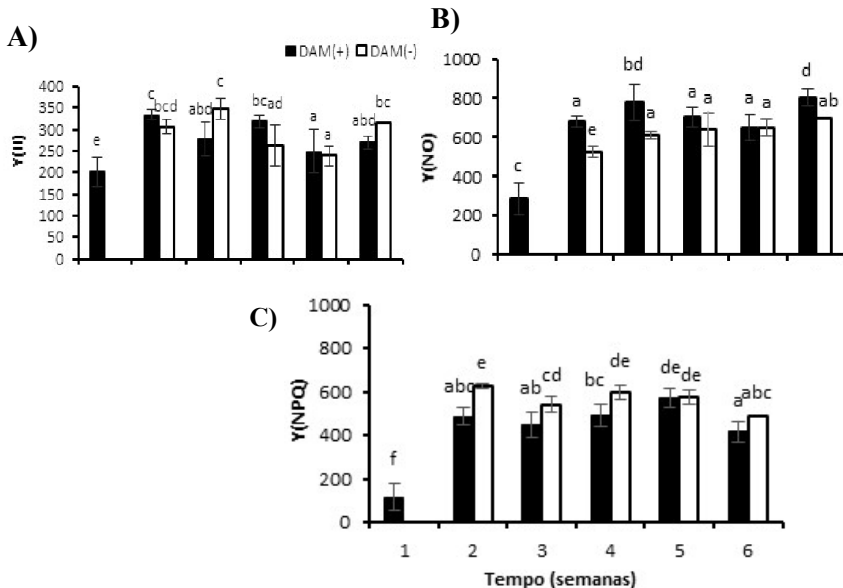 A)
DAM(+) DAM(-)
Y(II)
400
350
300
250
200
150
100
50
0
e
c
bcd
abd
c
bc
ad
a
a
abd
bc
B)
Y(NO)
1000
800
600
400
200
0
c
a
e
bd
a
a
a
a
a
d
ab
C)
Y(NPQ)
800
600
400
200
0
f
abc
e
ab
cd
bc
de
de
de
a
abc
1 2 3 4 5 6
Tempo (semanas)